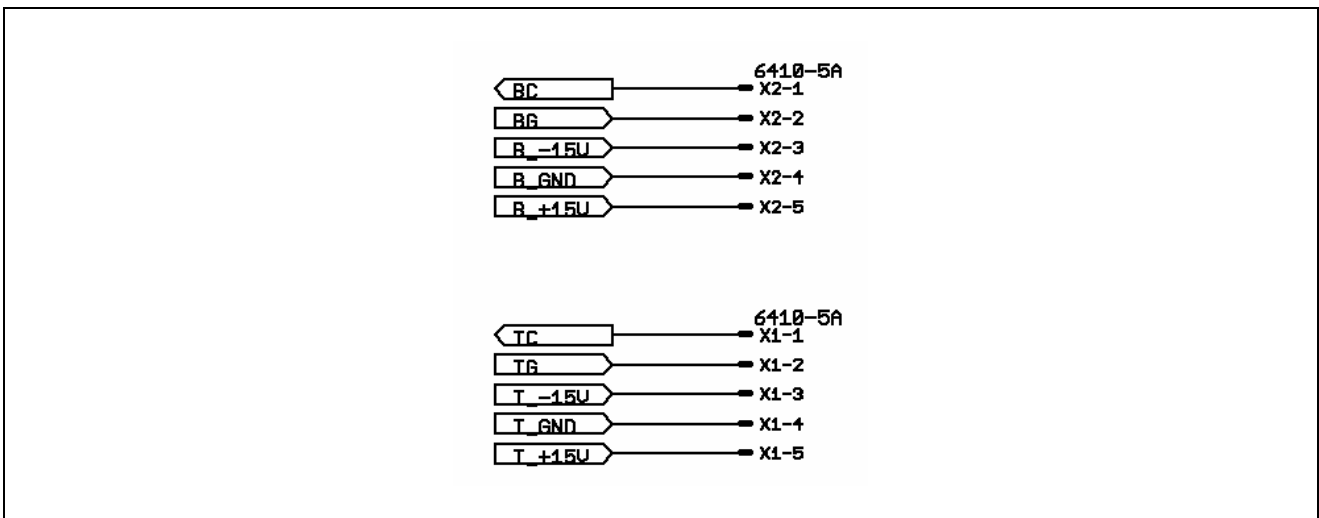 6410-5A
BC X2-1
BG X2-2
B_-15V X2-3
B_GND X2-4
B_+15V X2-5
6410-5A
TC X1-1
TG X1-2
T_-15V X1-3
T_GND X1-4
T_+15V X1-5